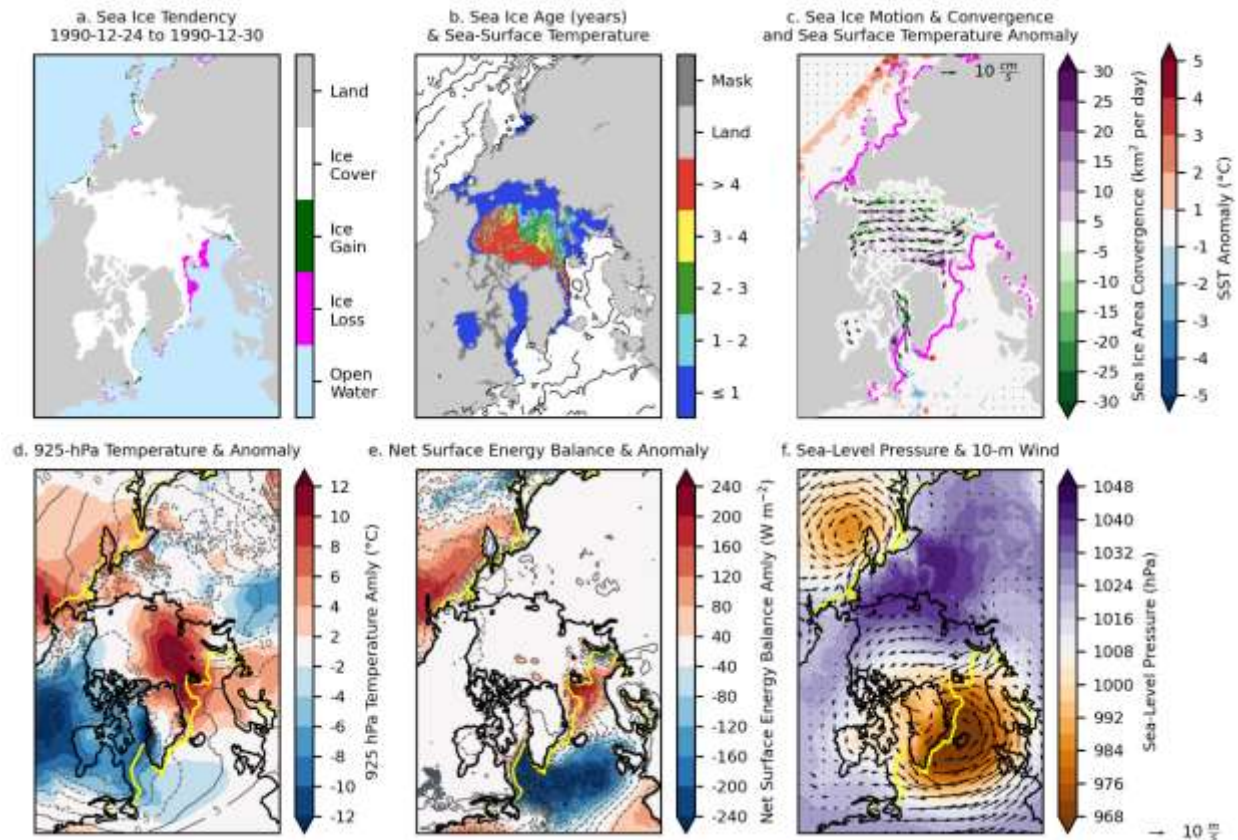 a. Sea Ice Tendency
1990-12-24 to 1990-12-30
Land
Ice
Cover
Ice
Gain
Ice
Loss
Open
Water
b. Sea Ice Age (years)
& Sea-Surface Temperature
Mask
Land
> 4
3 - 4
2 - 3
1 - 2
≤ 1
c. Sea Ice Motion & Convergence
and Sea Surface Temperature Anomaly
10 cm/s
30
25
20
15
10
5
-5
-10
-15
-20
-25
-30
Sea Ice Area Convergence (km² per day)
5
4
3
2
1
-1
-2
-3
-4
-5
SST Anomaly (°C)
d. 925-hPa Temperature & Anomaly
12
10
8
6
4
2
-2
-4
-6
-8
-10
-12
925 hPa Temperature Amly (°C)
e. Net Surface Energy Balance & Anomaly
240
200
160
120
80
40
-40
-80
-120
-160
-200
-240
Net Surface Energy Balance Amly (W m⁻²)
f. Sea-Level Pressure & 10-m Wind
1048
1040
1032
1024
1016
1008
1000
992
984
976
968
Sea-Level Pressure (hPa)
10